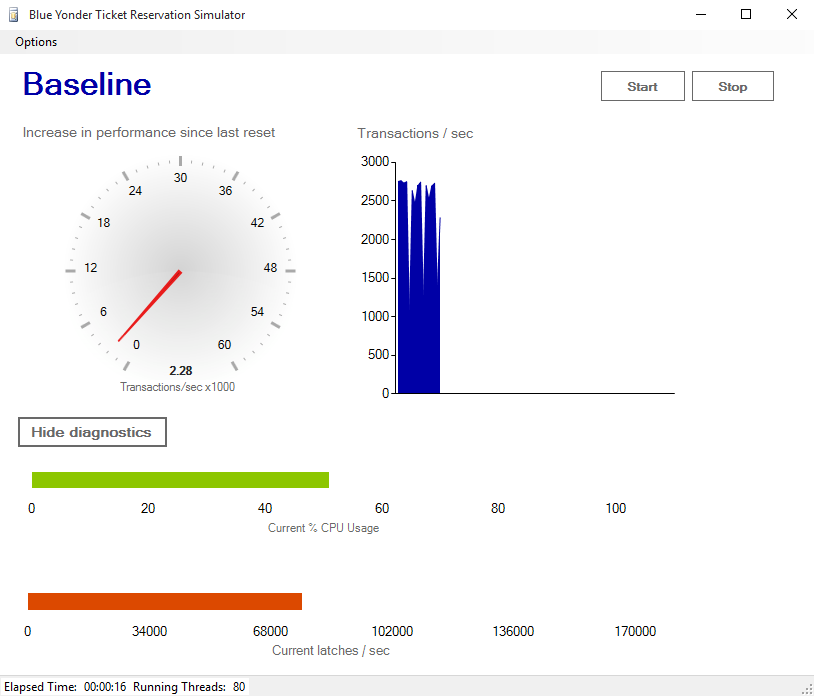 Blue Yonder Ticket Reservation Simulator
Options
Baseline
Start
Stop
Increase in performance since last reset
0
6
12
18
24
30
36
42
48
54
60
2.28
Transactions/sec x1000
Transactions / sec
3000
2500
2000
1500
1000
500
0
Hide diagnostics
0 20 40 60 80 100
Current % CPU Usage
0 34000 68000 102000 136000 170000
Current latches / sec
Elapsed Time: 00:00:16 Running Threads: 80